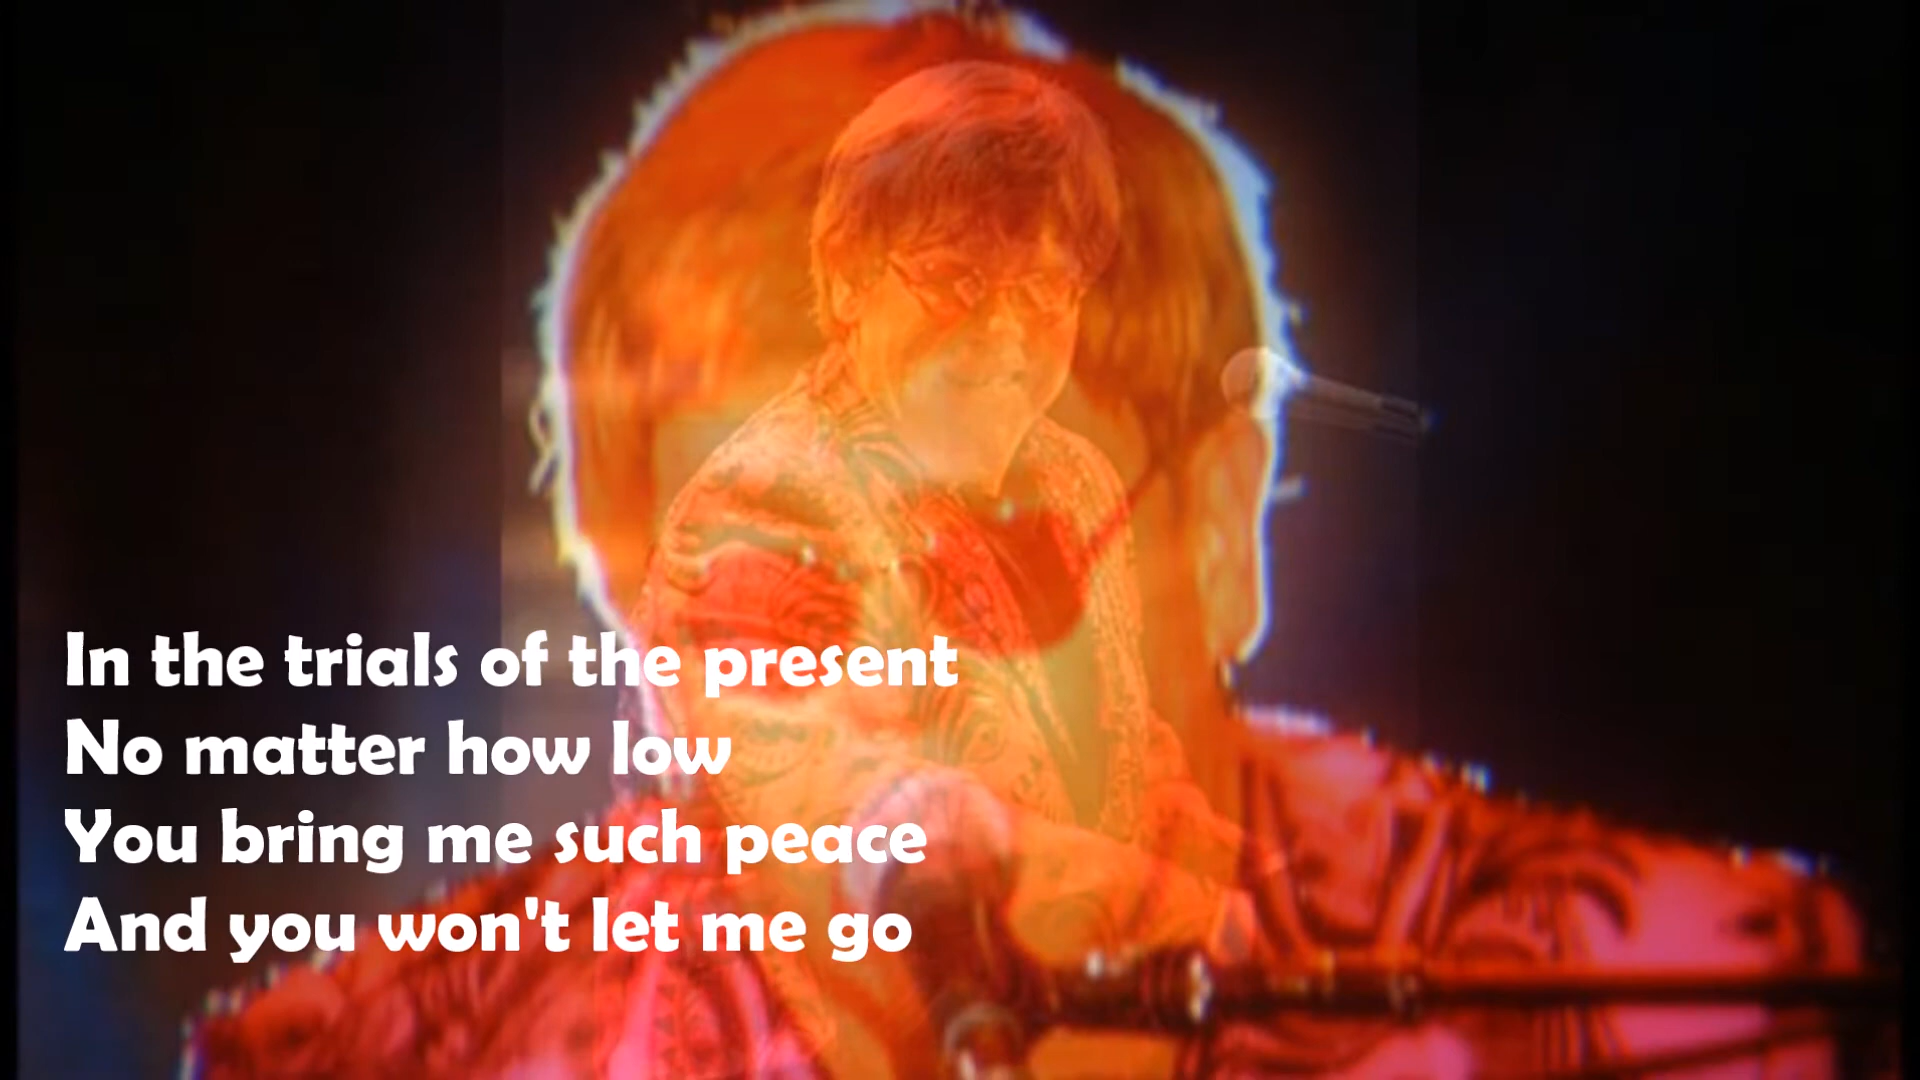 In the trials of the present
No matter how low
You bring me such peace
And you won't let me go